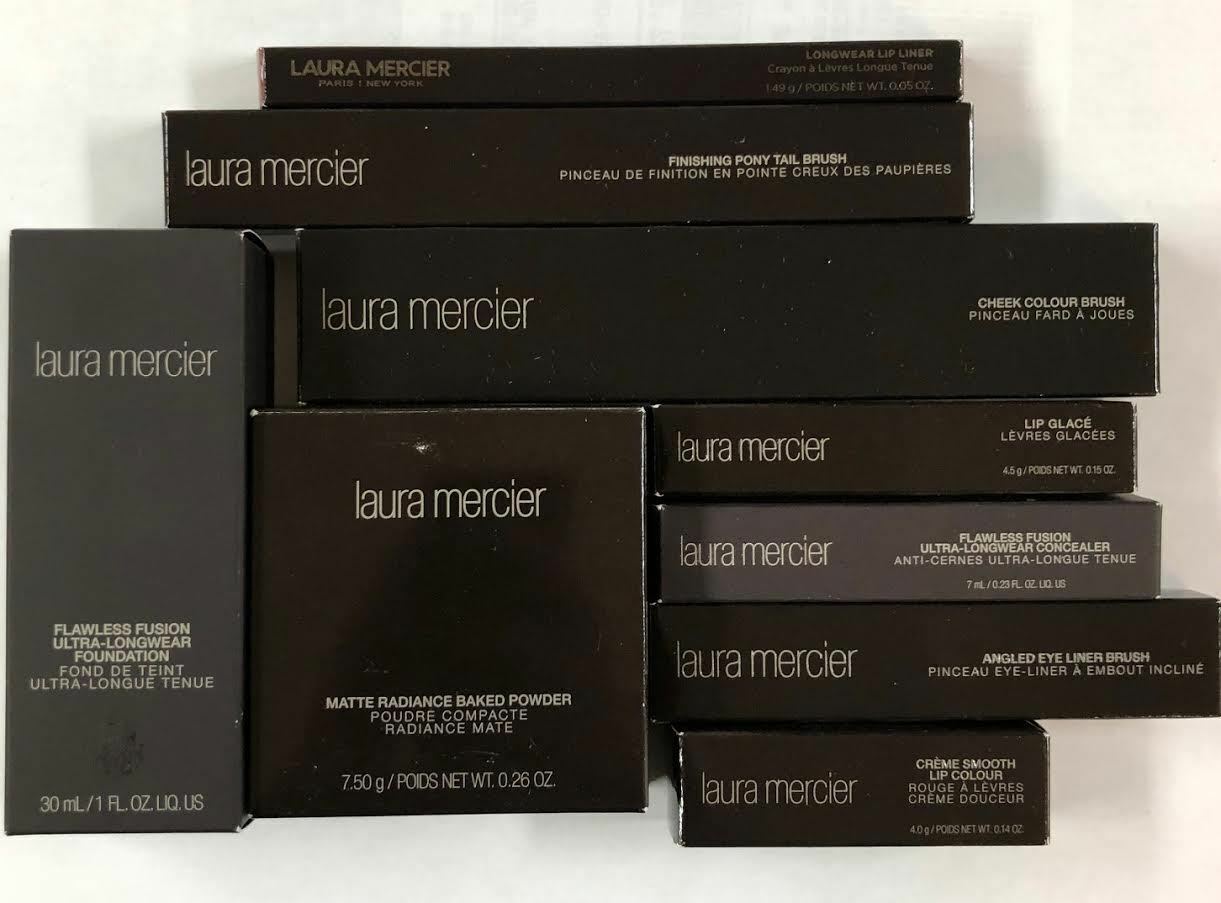 LAURA MERCIER
PARIS | NEW YORK
LONGWEAR LIP LINER
Crayon à Lèvres Longue Tenue
1.49 g / POIDS NET WT. 0.05 OZ.
laura mercier
FINISHING PONY TAIL BRUSH
PINCEAU DE FINITION EN POINTE CREUX DES PAUPIÈRES
laura mercier
CHEEK COLOUR BRUSH
PINCEAU FARD À JOUES
laura mercier
FLAWLESS FUSION
ULTRA-LONGWEAR
FOUNDATION
FOND DE TEINT
ULTRA-LONGUE TENUE
30 mL/1 FL. OZ. LIQ. US
laura mercier
MATTE RADIANCE BAKED POWDER
POUDRE COMPACTE
RADIANCE MATE
7.50 g / POIDS NET WT. 0.26 OZ.
laura mercier
LIP GLACÉ
LÈVRES GLACÉES
4.5 g / POIDS NET WT. 0.15 OZ.
laura mercier
FLAWLESS FUSION
ULTRA-LONGWEAR CONCEALER
ANTI-CERNES ULTRA-LONGUE TENUE
7 mL / 0.23 FL. OZ. LIQ. US
laura mercier
ANGLED EYE LINER BRUSH
PINCEAU EYE-LINER À EMBOUT INCLINÉ
laura mercier
CRÈME SMOOTH
LIP COLOUR
ROUGE À LÈVRES
CRÈME DOUCEUR
4.0 g / POIDS NET WT. 0.14 OZ.